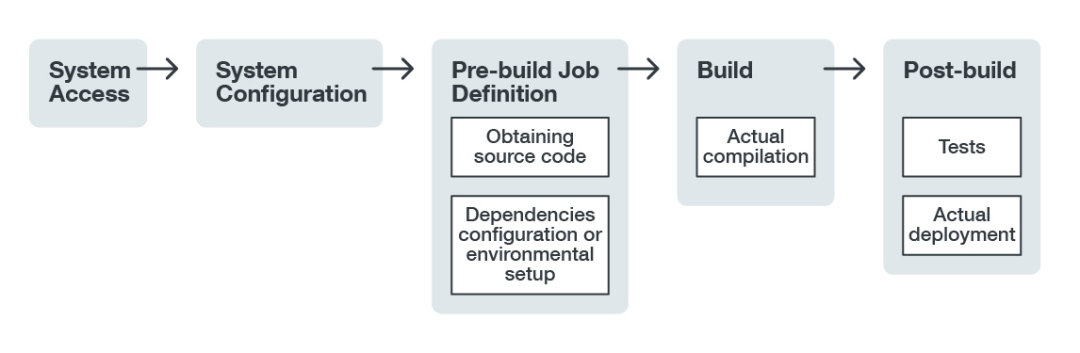 System
Access
System
Configuration
Pre-build Job
Definition
Obtaining
source code
Dependencies
configuration or
environmental
setup
Build
Actual
compilation
Post-build
Tests
Actual
deployment